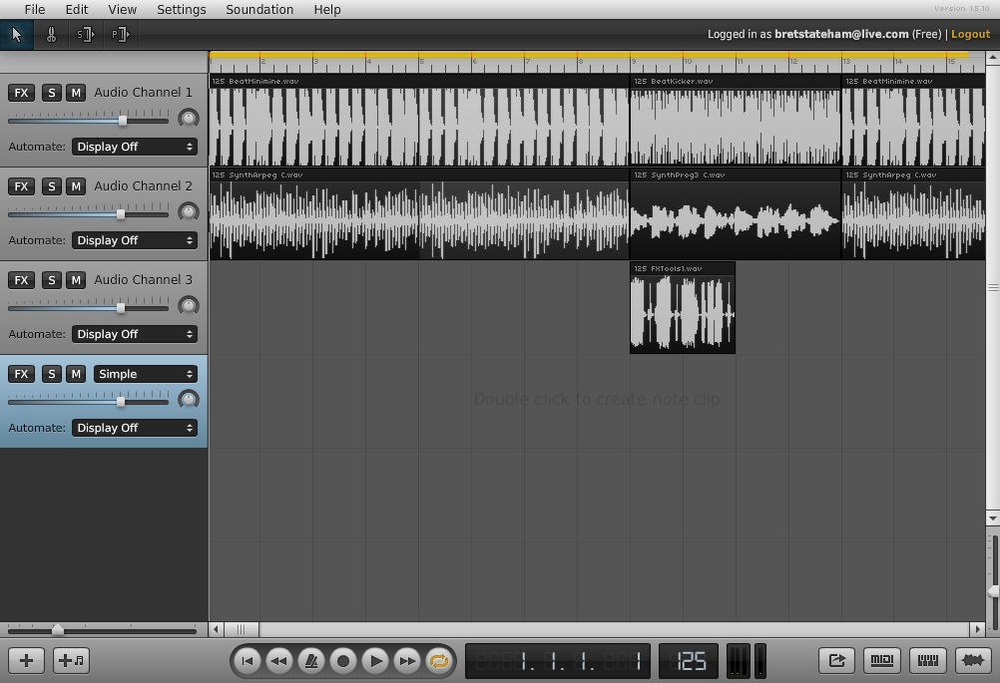 File Edit View Settings Soundation Help
Version 1.5.10
S P
Logged in as bretstateham@live.com (Free) | Logout
1 2 3 4 5 6 7 8 9 10 11 12 13 14 15
125 BeatMinimine.wav 125 BeatKicker.wav 125 BeatMinimine.wav
FX S M Audio Channel 1
Automate: Display Off
125 SynthArpeg C.wav 125 SynthProg3 C.wav 125 SynthArpeg C.wav
FX S M Audio Channel 2
Automate: Display Off
125 FXTools1.wav
FX S M Audio Channel 3
Automate: Display Off
FX S M Simple
Double click to create note clip
Automate: Display Off
1. 1. 1. 1 125 MIDI